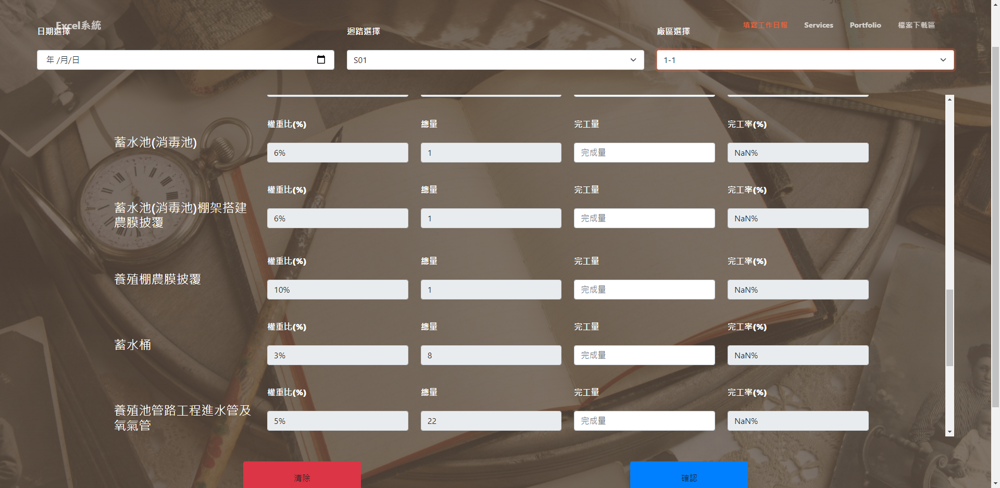 Excel系統
填寫工作日報
Services
Portfolio
檔案下載區
日期選擇
迴路選擇
廠區選擇
年 /月/日
S01
1-1
蓄水池(消毒池)
權重比(%)
總量
完工量
完工率(%)
6%
1
完成量
NaN%
蓄水池(消毒池)棚架搭建
農膜披覆
權重比(%)
總量
完工量
完工率(%)
6%
1
完成量
NaN%
養殖棚農膜披覆
權重比(%)
總量
完工量
完工率(%)
10%
1
完成量
NaN%
蓄水桶
權重比(%)
總量
完工量
完工率(%)
3%
8
完成量
NaN%
養殖池管路工程進水管及
氧氣管
權重比(%)
總量
完工量
完工率(%)
5%
22
完成量
NaN%
清除
確認